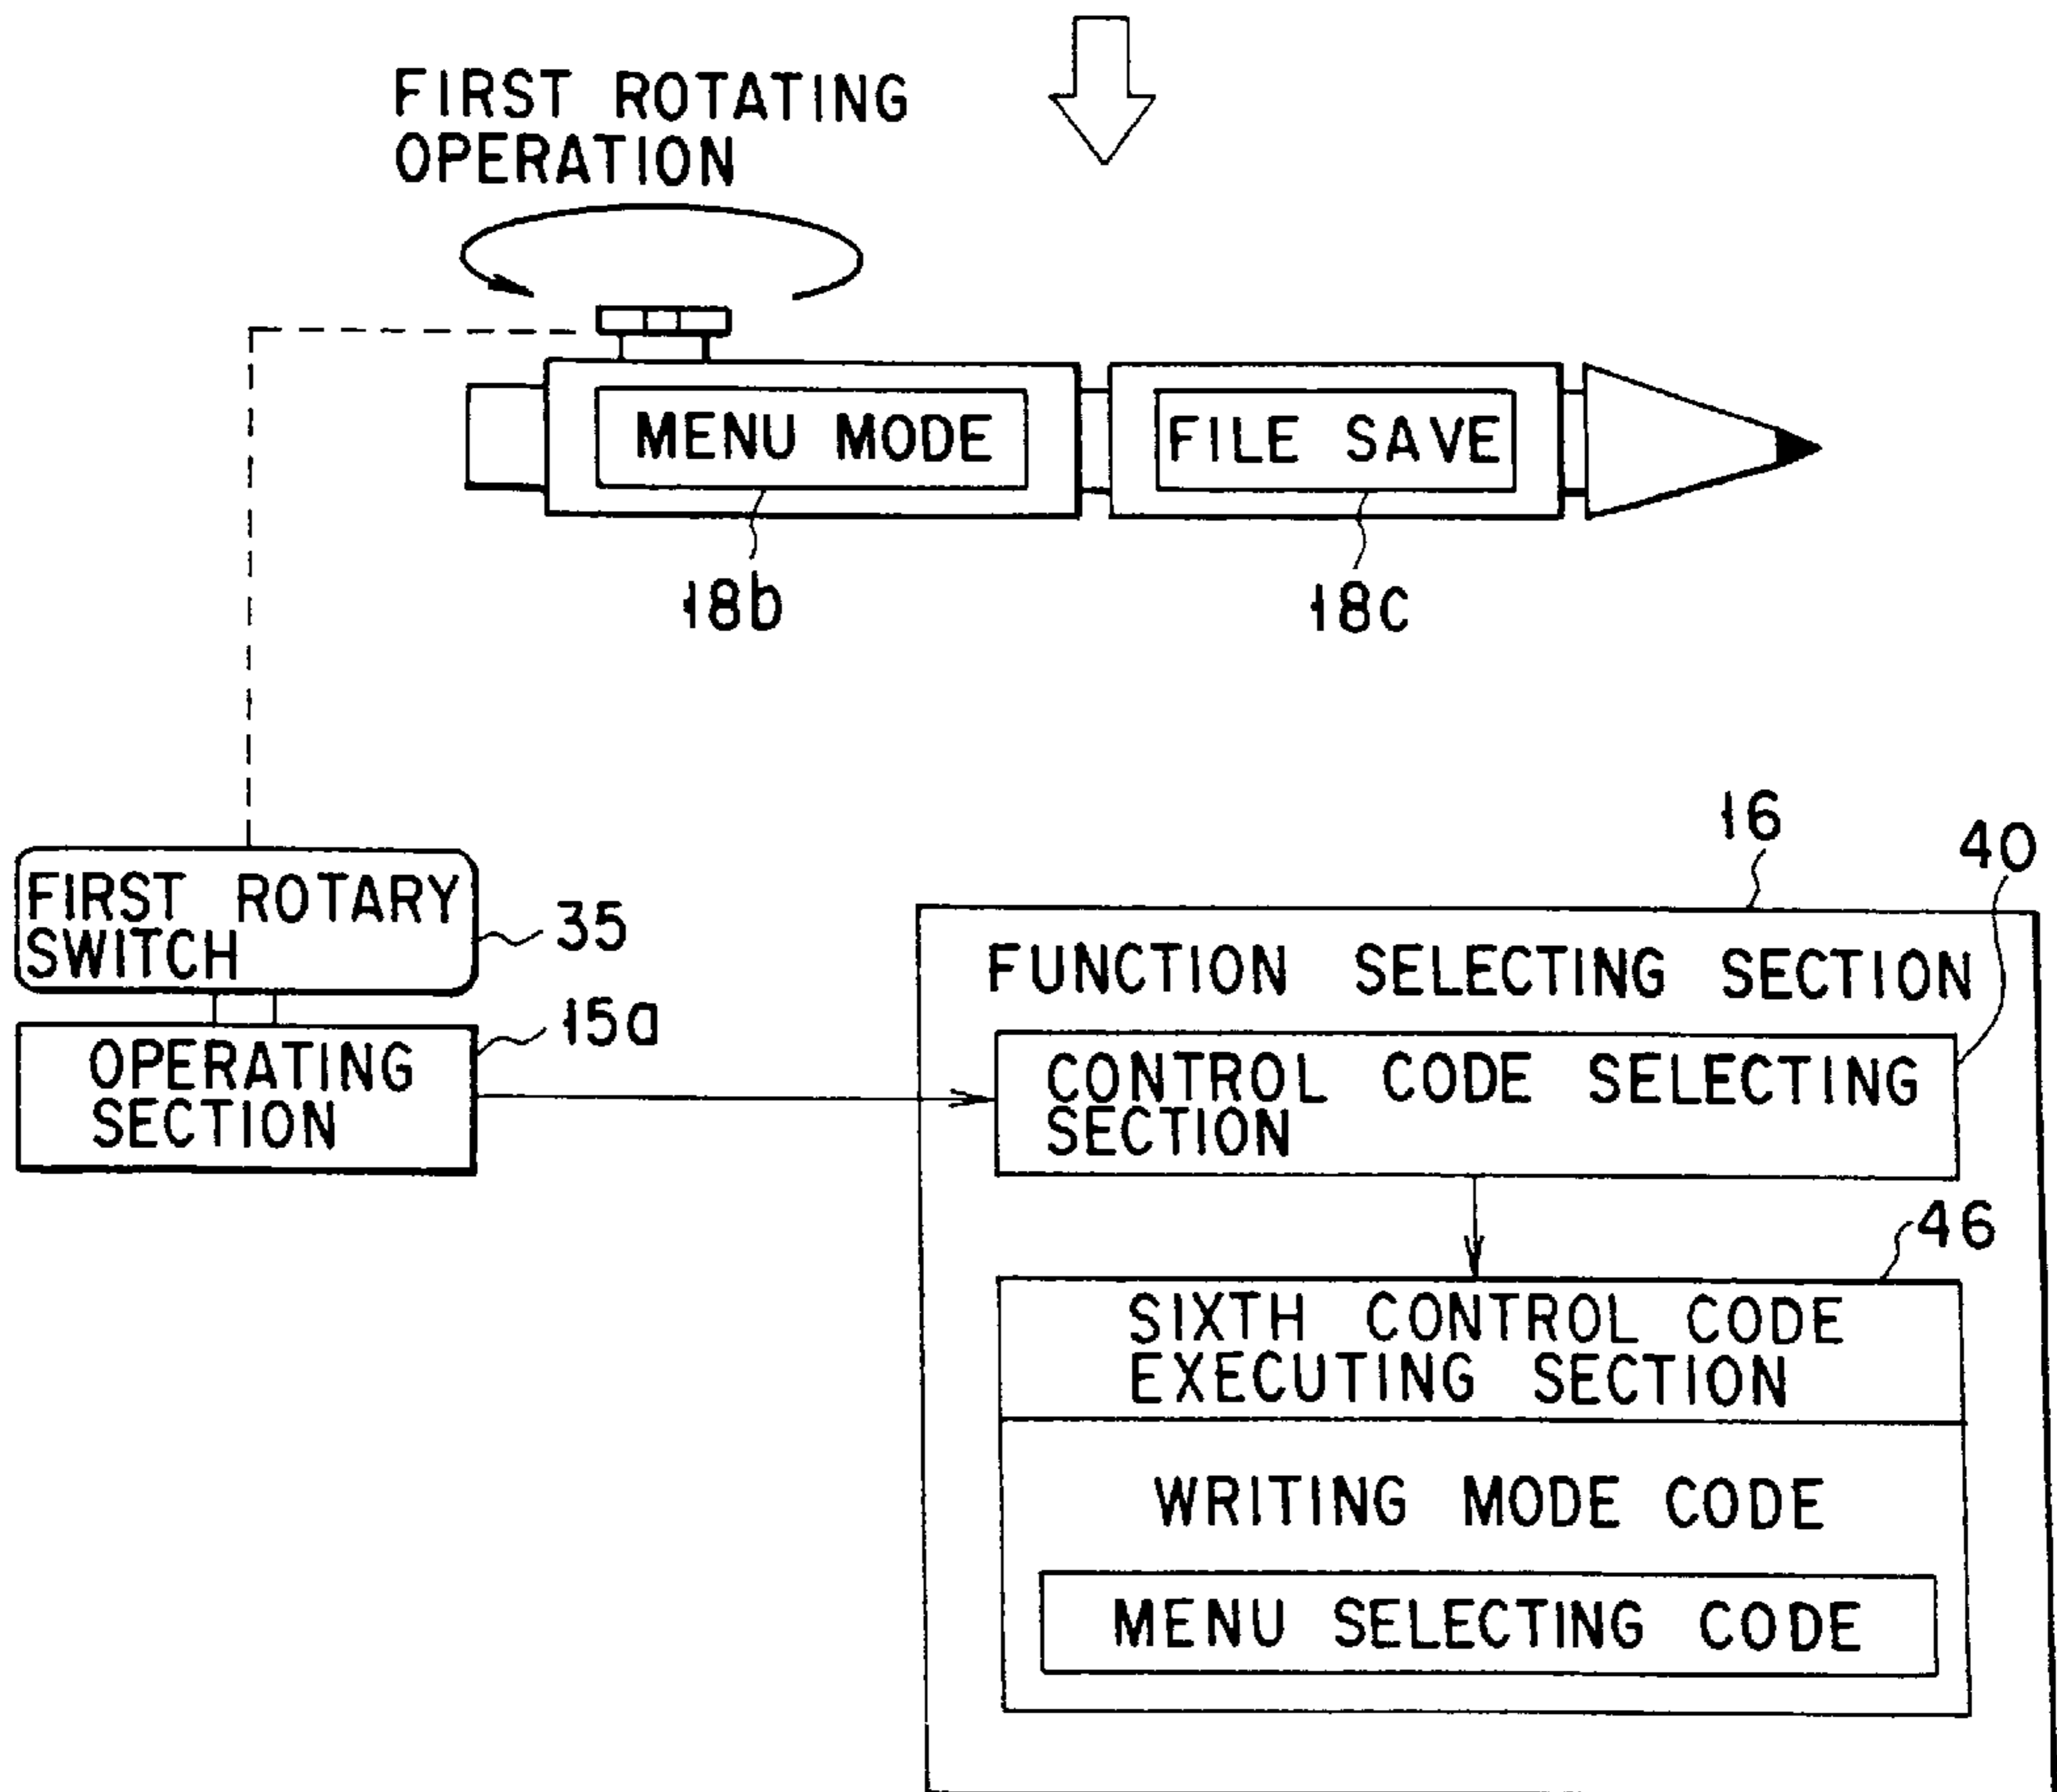 FIRST ROTATING
OPERATION
MENU MODE
FILE SAVE
18b
18c
16
40
FIRST ROTARY
SWITCH
35
FUNCTION SELECTING SECTION
15a
OPERATING
SECTION
CONTROL CODE SELECTING
SECTION
46
SIXTH CONTROL CODE
EXECUTING SECTION
WRITING MODE CODE
MENU SELECTING CODE